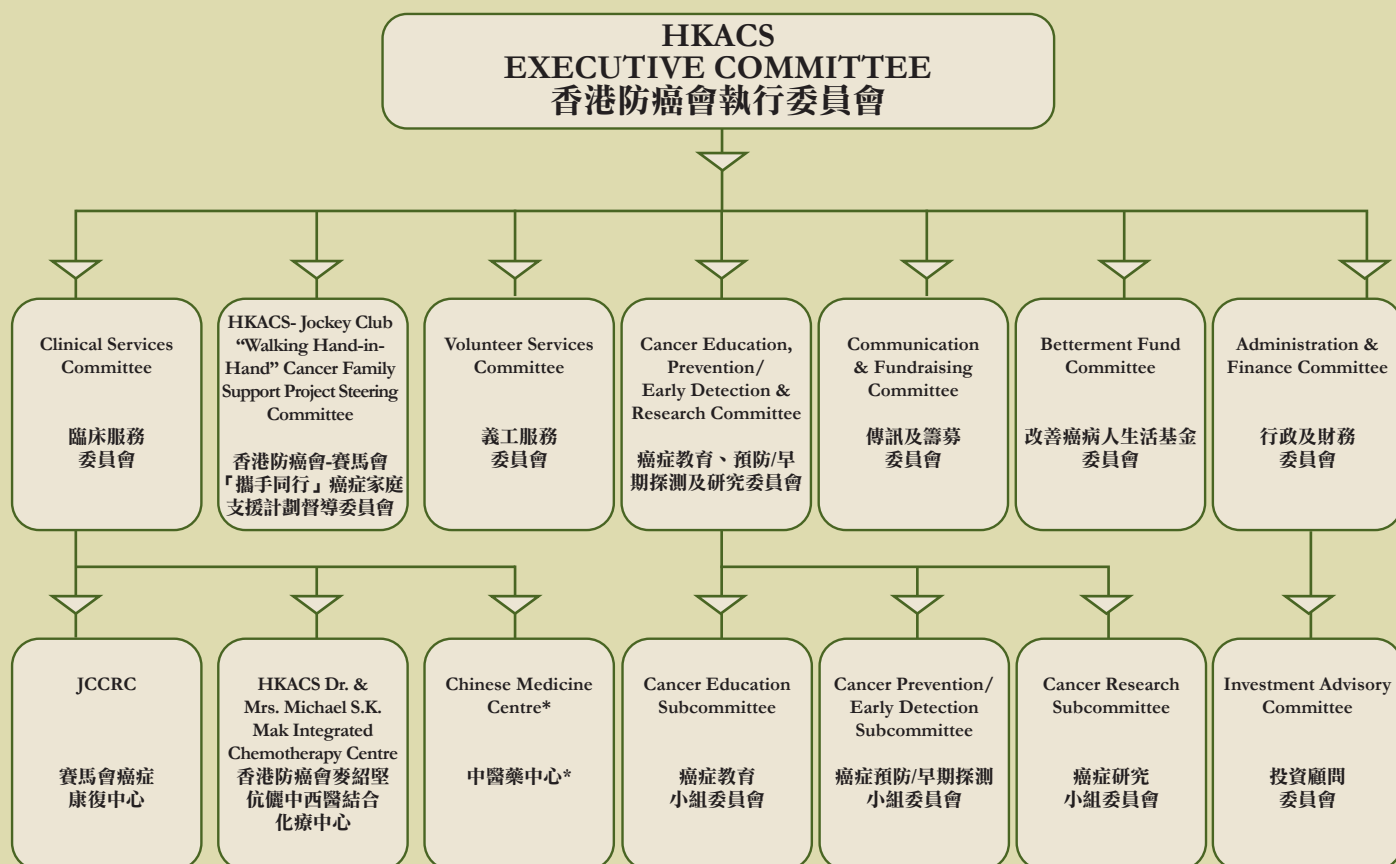 HKACS
EXECUTIVE COMMITTEE
香港防癌會執行委員會
Clinical Services
Committee
臨床服務
委員會
HKACS- Jockey Club
“Walking Hand-in-
Hand” Cancer Family
Support Project Steering
Committee
香港防癌會-賽馬會
『攜手同行』癌症家庭
支援計劃督導委員會
Volunteer Services
Committee
義工服務
委員會
Cancer Education,
Prevention/
Early Detection &
Research Committee
癌症教育、預防/早
期探測及研究委員會
Communication
& Fundraising
Committee
傳訊及籌募
委員會
Betterment Fund
Committee
改善癌病人生活基金
委員會
Administration &
Finance Committee
行政及財務
委員會
JCCRC
賽馬會癌症
康復中心
HKACS Dr. &
Mrs. Michael S.K.
Mak Integrated
Chemotherapy Centre
香港防癌會麥紹堅
伉儷中西醫結合
化療中心
Chinese Medicine
Centre*
中醫藥中心*
Cancer Education
Subcommittee
癌症教育
小組委員會
Cancer Prevention/
Early Detection
Subcommittee
癌症預防/早期探測
小組委員會
Cancer Research
Subcommittee
癌症研究
小組委員會
Investment Advisory
Committee
投資顧問
委員會